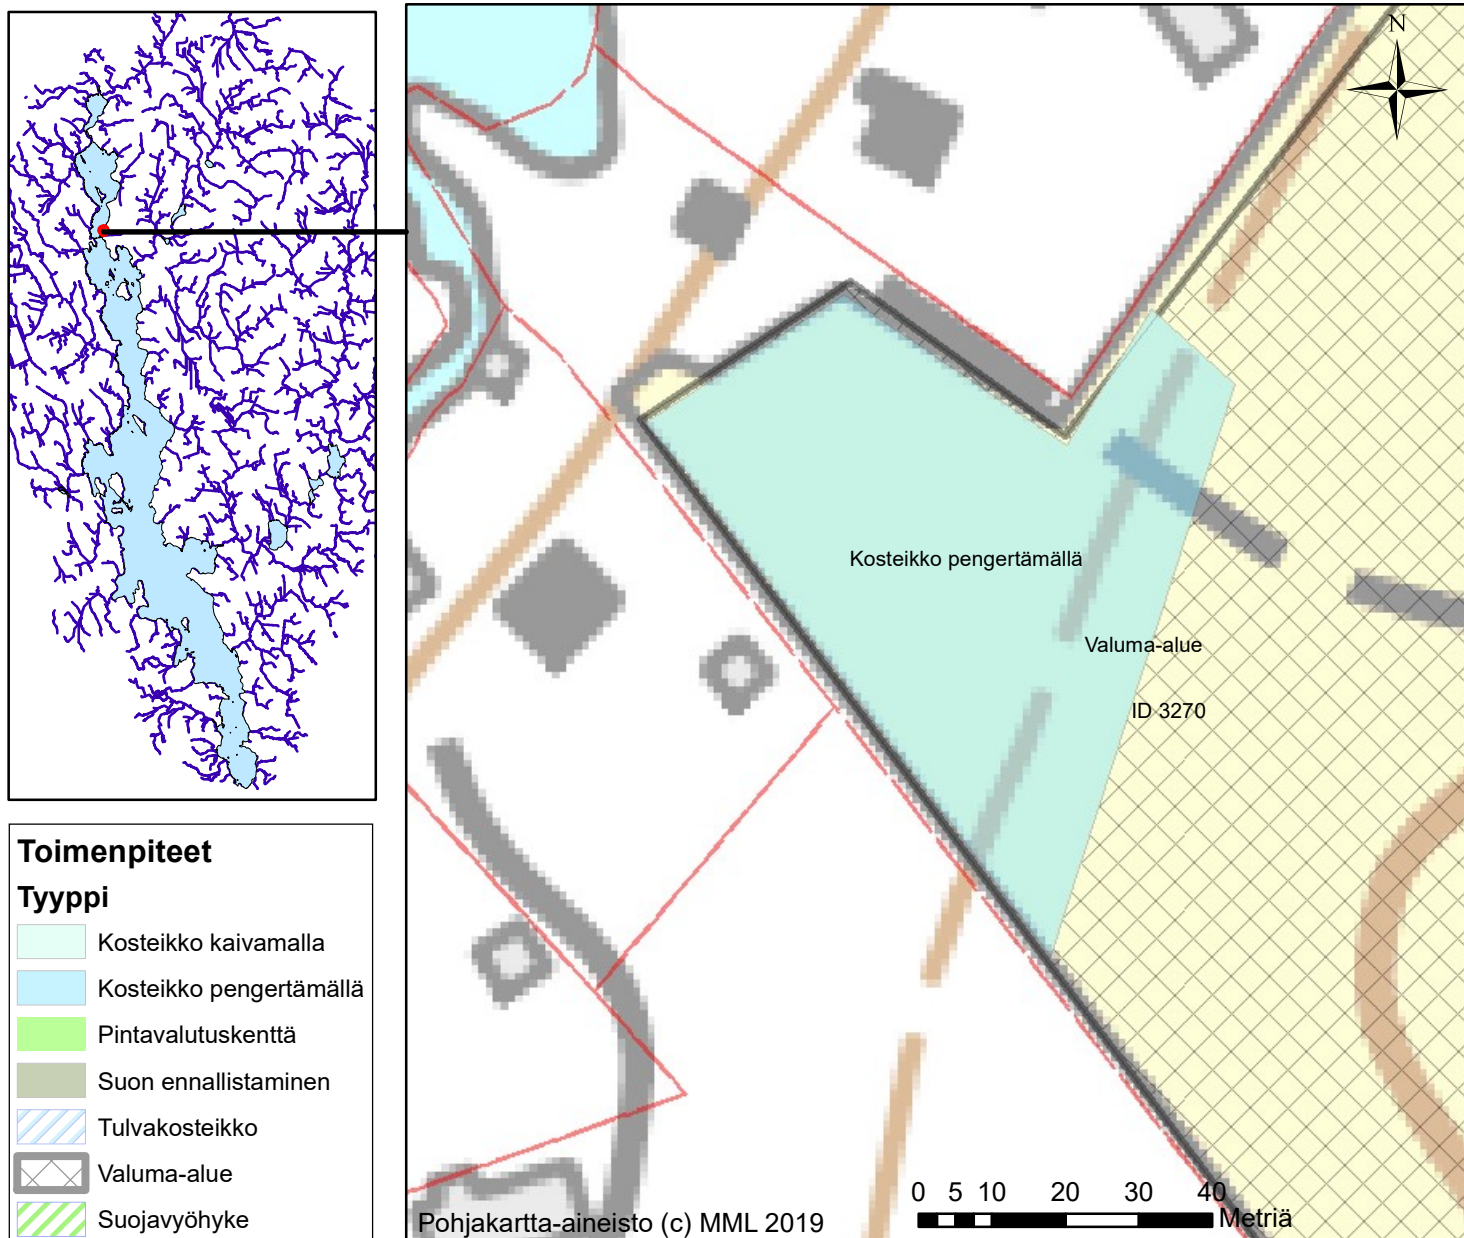 N
Kosteikko pengertämällä
Valuma-alue
ID 3270
Toimenpiteet
Tyyppi
Kosteikko kaivamalla
Kosteikko pengertämällä
Pintavalutuskenttä
Suon ennallistaminen
Tulvakosteikko
Valuma-alue
Suojavyöhyke
0 5 10 20 30 40
Metriä
Pohjakartta-aineisto (c) MML 2019